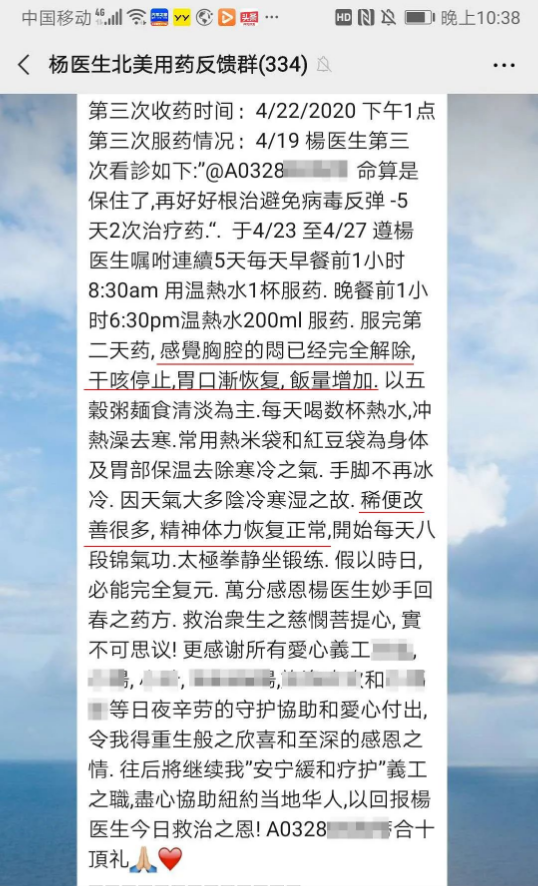 中国移动 4G HD 晚上10:38
杨医生北美用药反馈群(334)
第三次收药时间：4/22/2020 下午1点
第三次服药情况：4/19 楊医生第三
次看診如下:”@A0328 命算是
保住了,再好好根治避免病毒反弹 -5
天2次治疗药.“. 于4/23 至4/27 遵楊
医生嘱咐連續5天每天早餐前1小时
8:30am 用温熱水1杯服药. 晚餐前1小
时6:30pm温熱水200ml 服药. 服完第
二天药, 感覺胸腔的悶已经完全解除,
干咳停止,胃口漸恢复, 飯量增加. 以五
穀粥麺食清淡為主.每天喝数杯熱水,冲
熱澡去寒.常用熱米袋和紅豆袋為身体
及胃部保温去除寒冷之氣. 手脚不再冰
冷. 因天氣大多陰冷寒湿之故. 稀便改
善很多, 精神体力恢复正常,開始每天八
段锦氣功.太極拳静坐锻练. 假以時日,
必能完全复元. 萬分感恩楊医生妙手回
春之药方. 救治衆生之慈憫菩提心, 實
不可思议! 更感谢所有愛心義工
和
等日夜辛劳的守护協助和愛心付出,
令我得重生般之欣喜和至深的感恩之
情. 往后將继续我”安宁緩和疗护”義工
之職,盡心協助紐約当地华人,以回报楊
医生今日救治之恩! A0328 合十
頂礼🙏🏼❤️